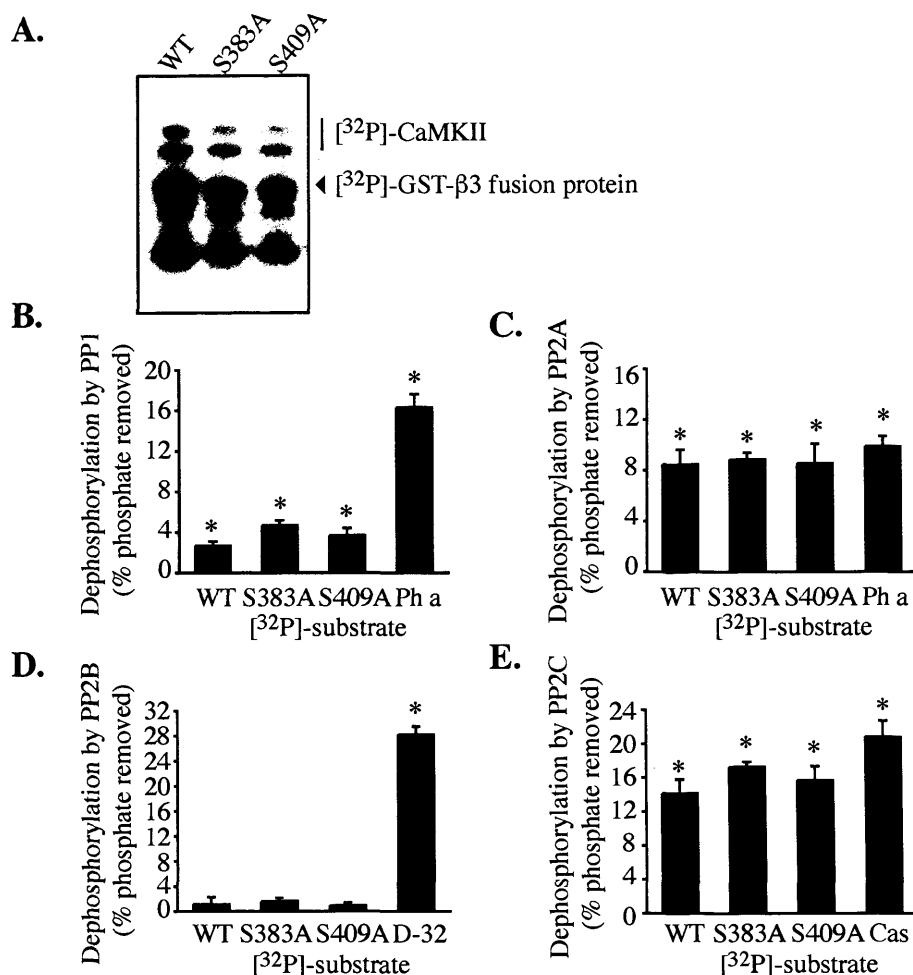 A.
WT S383A S409A
[32P]-CaMKII
[32P]-GST-β3 fusion protein
B.
Dephosphorylation by PP1
(% phosphate removed)
20
16
12
8
4
0
*
*
*
*
WT S383A S409A Ph a
[32P]-substrate
C.
Dephosphorylation by PP2A
(% phosphate removed)
16
12
8
4
0
*
*
*
*
WT S383A S409A Ph a
[32P]-substrate
D.
Dephosphorylation by PP2B
(% phosphate removed)
32
28
24
20
16
12
8
4
0
*
WT S383A S409A D-32
[32P]-substrate
E.
Dephosphorylation by PP2C
(% phosphate removed)
24
20
16
12
8
4
0
*
*
*
*
WT S383A S409A Cas
[32P]-substrate